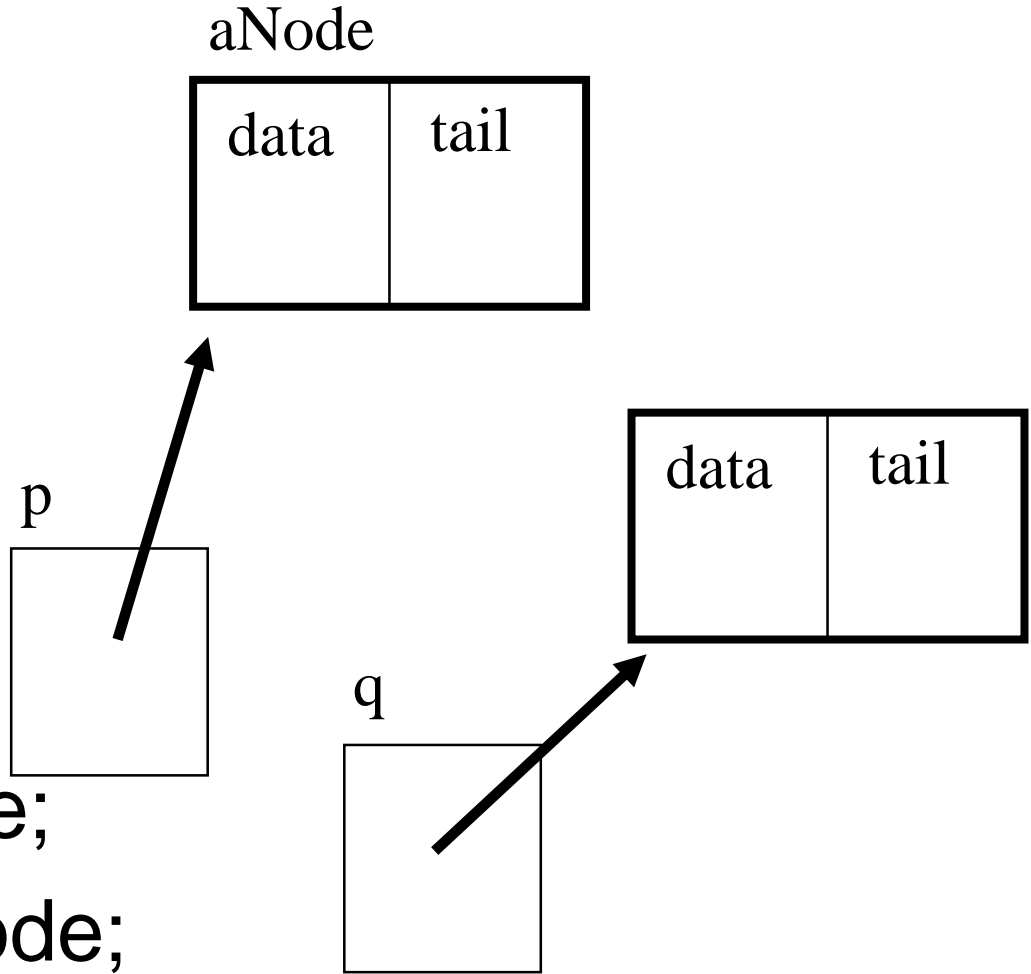 aNode
data tail
p
data tail
q
e;
ode;